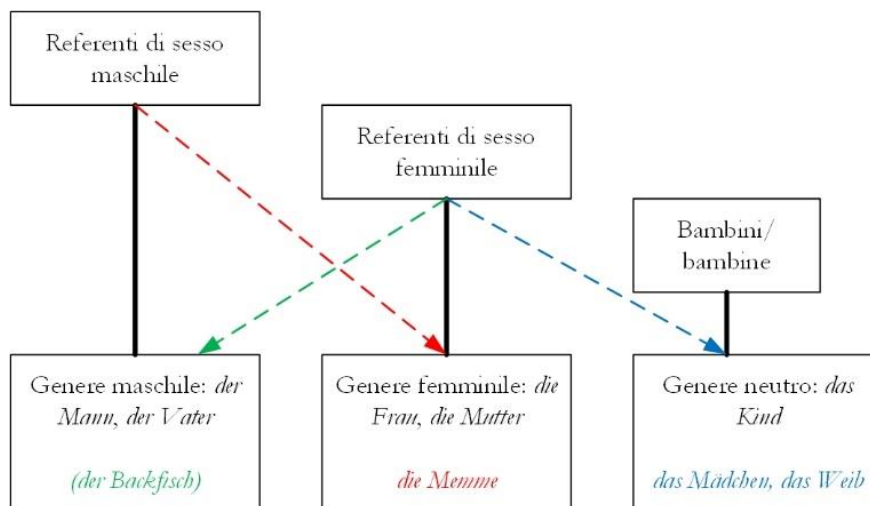 Referenti di sesso
maschile
Referenti di sesso
femminile
Bambini/
bambine
Genere maschile: der
Mann, der Vater
(der Backfisch)
Genere femminile: die
Frau, die Mutter
die Memme
Genere neutro: das
Kind
das Mädchen, das Weib